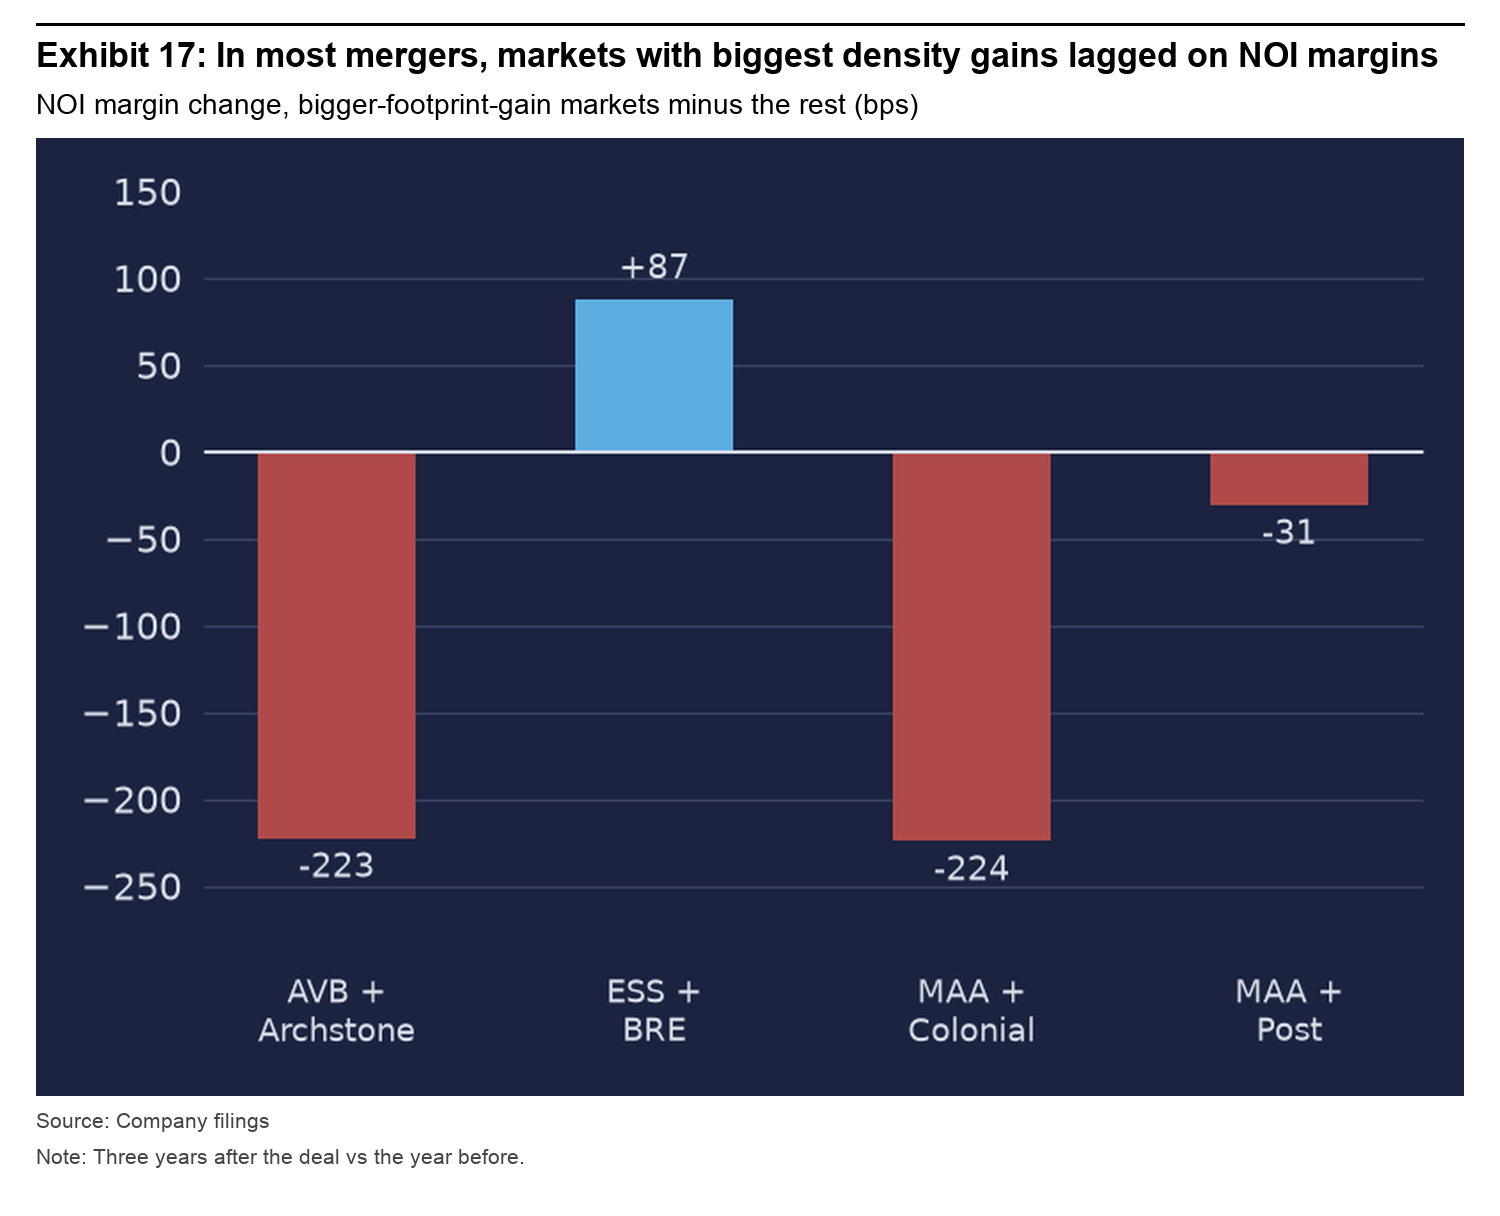 Exhibit 17: In most mergers, markets with biggest density gains lagged on NOI margins
NOI margin change, bigger-footprint-gain markets minus the rest (bps)
150
100
50
0
−50
−100
−150
−200
−250
-223
+87
-224
-31
AVB +
Archstone
ESS +
BRE
MAA +
Colonial
MAA +
Post
Source: Company filings
Note: Three years after the deal vs the year before.